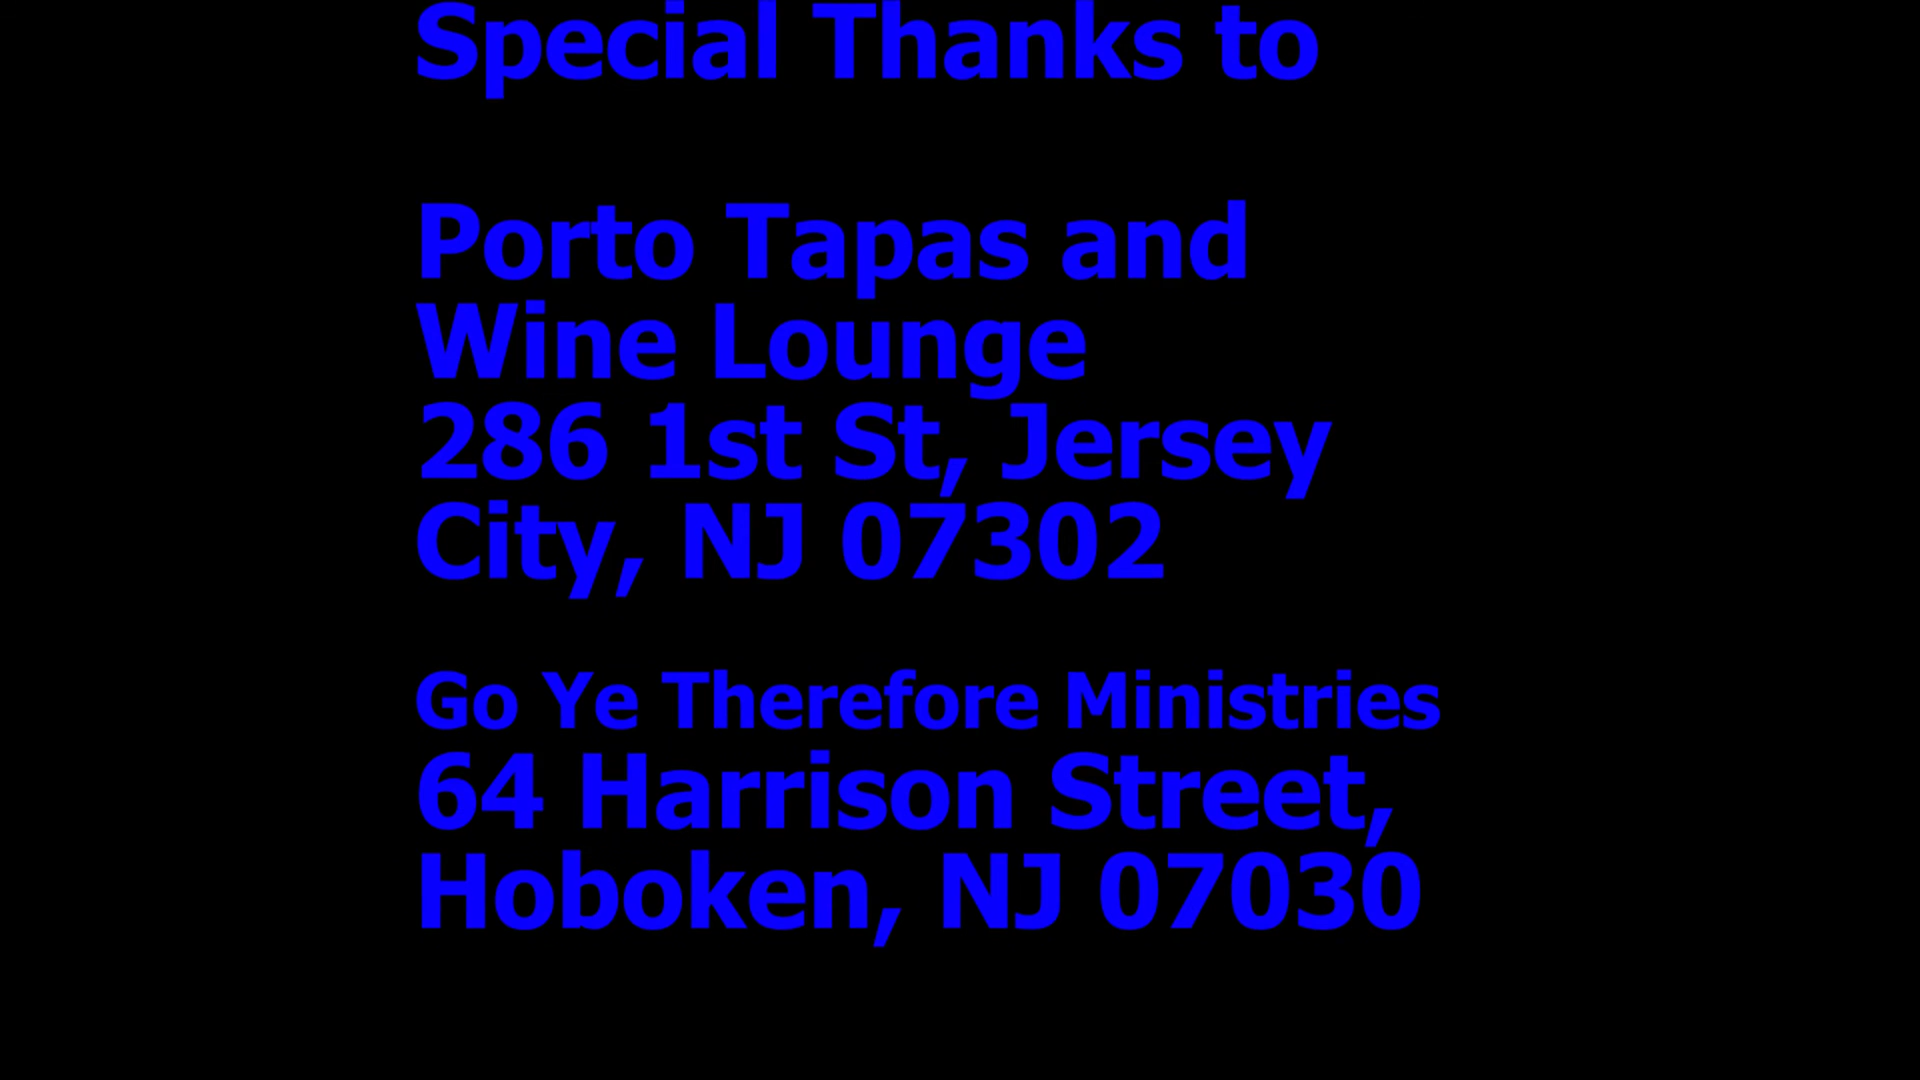 Special Thanks to
Porto Tapas and
Wine Lounge
286 1st St, Jersey
City, NJ 07302
Go Ye Therefore Ministries
64 Harrison Street,
Hoboken, NJ 07030